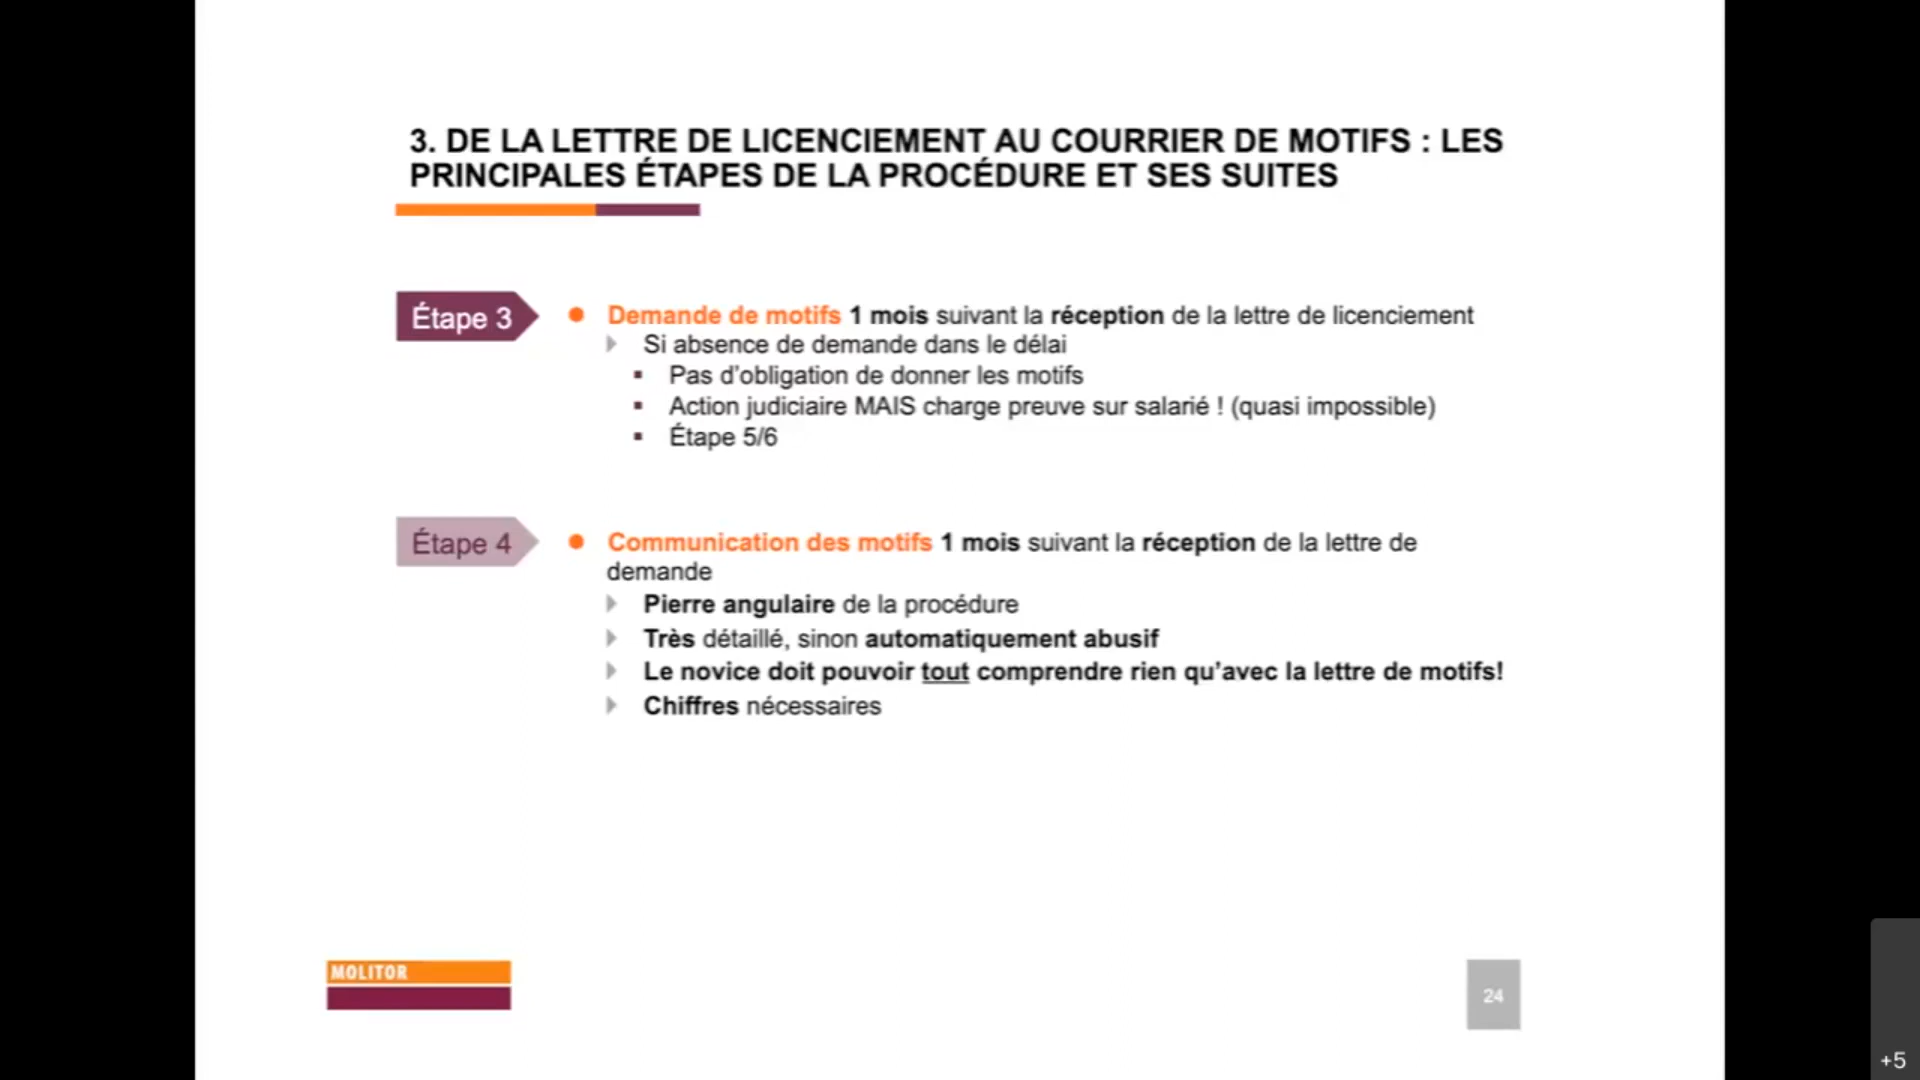 3. DE LA LETTRE DE LICENCIEMENT AU COURRIER DE MOTIFS : LES
PRINCIPALES ÉTAPES DE LA PROCÉDURE ET SES SUITES
Étape 3
Demande de motifs 1 mois suivant la réception de la lettre de licenciement
Si absence de demande dans le délai
Pas d'obligation de donner les motifs
Action judiciaire MAIS charge preuve sur salarié ! (quasi impossible)
Étape 5/6
Étape 4
Communication des motifs 1 mois suivant la réception de la lettre de
demande
Pierre angulaire de la procédure
Très détaillé, sinon automatiquement abusif
Le novice doit pouvoir tout comprendre rien qu'avec la lettre de motifs!
Chiffres nécessaires
MOLITOR
24
+5